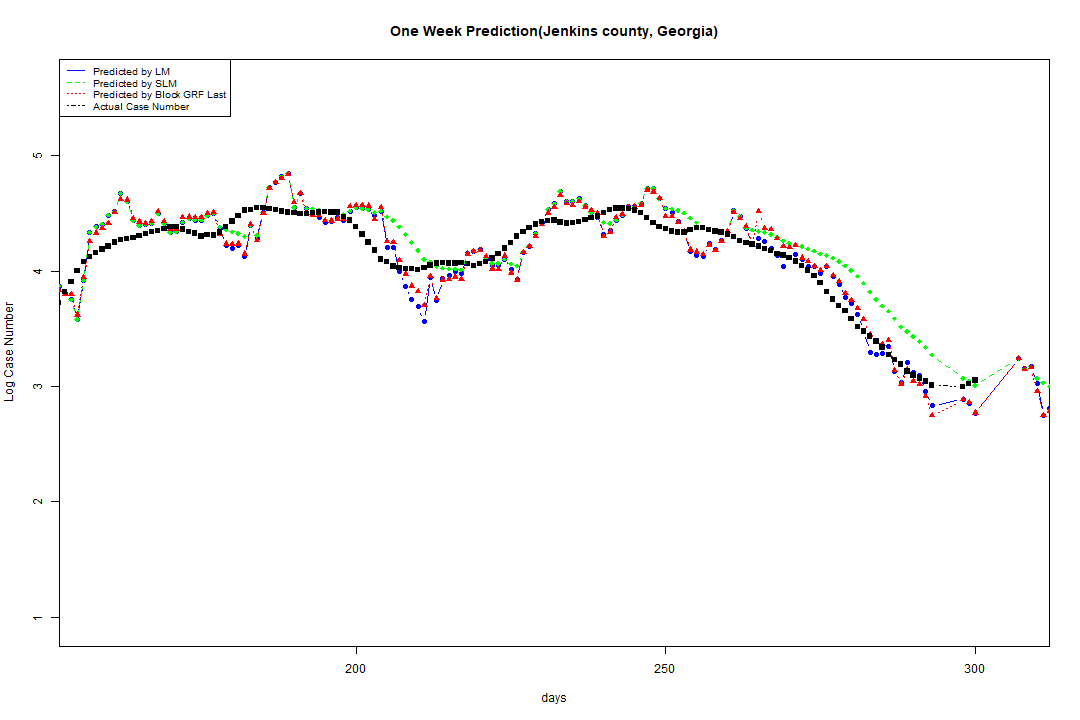 One Week Prediction(Jenkins county, Georgia)
Predicted by LM
Predicted by SLM
Predicted by Block GRF Last
Actual Case Number
5
4
3
2
1
Log Case Number
200 250 300
days